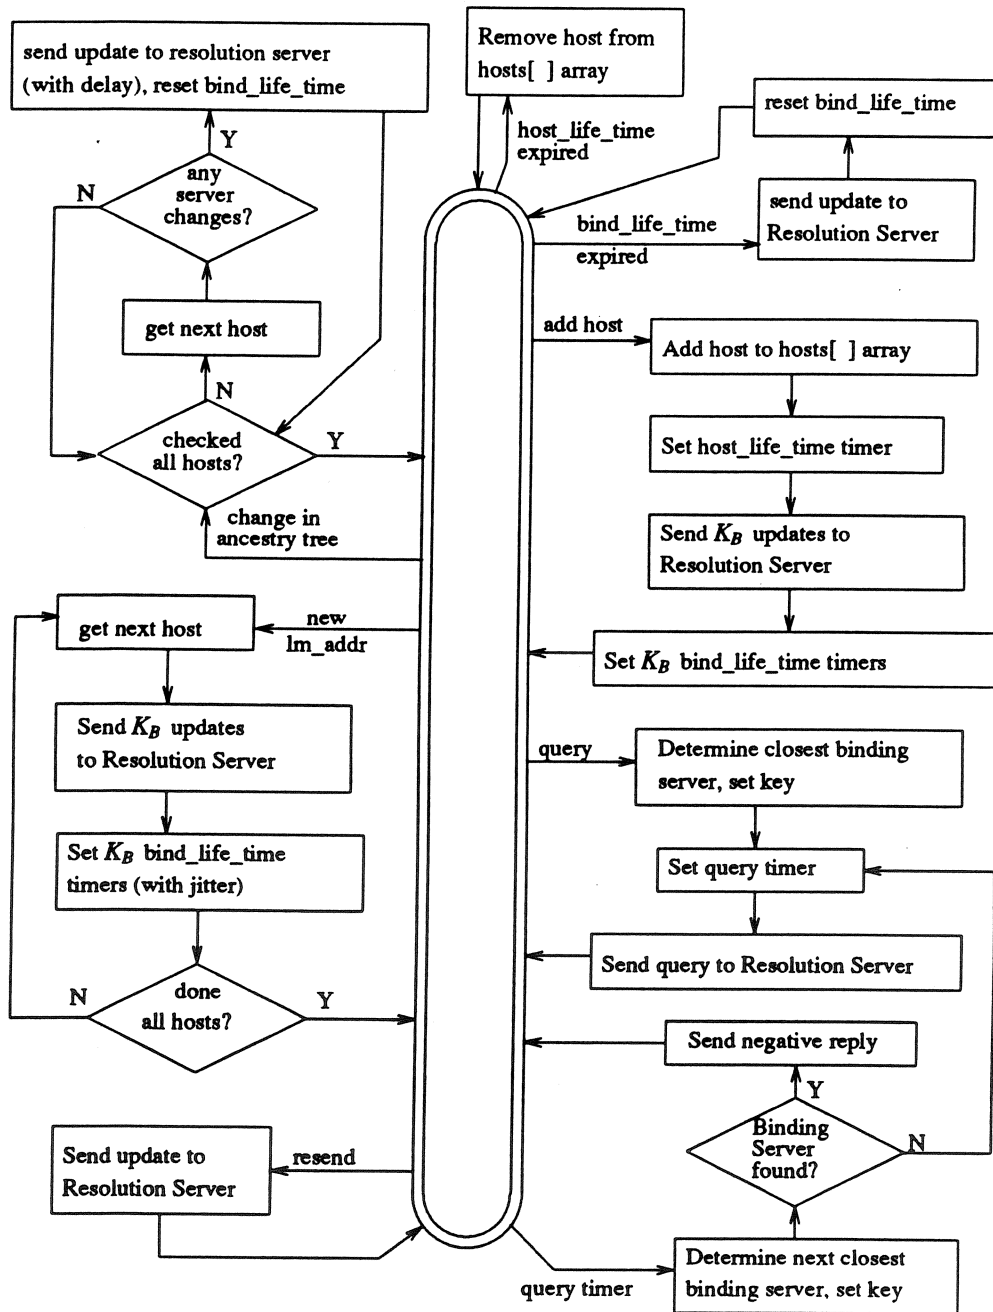 send update to resolution server
(with delay), reset bind_life_time
Y
any
server
changes?
N
get next host
N
checked
all hosts?
Y
change in
ancestry tree
Remove host from
hosts[ ] array
host_life_time
expired
reset bind_life_time
send update to
Resolution Server
bind_life_time
expired
add host
Add host to hosts[ ] array
Set host_life_time timer
Send K_B updates to
Resolution Server
Set K_B bind_life_time timers
new
lm_addr
get next host
Send K_B updates
to Resolution Server
Set K_B bind_life_time
timers (with jitter)
done
all hosts?
N
Y
query
Determine closest binding
server, set key
Set query timer
Send query to Resolution Server
Send negative reply
Y
Binding
Server
found?
N
resend
Send update to
Resolution Server
query timer
Determine next closest
binding server, set key